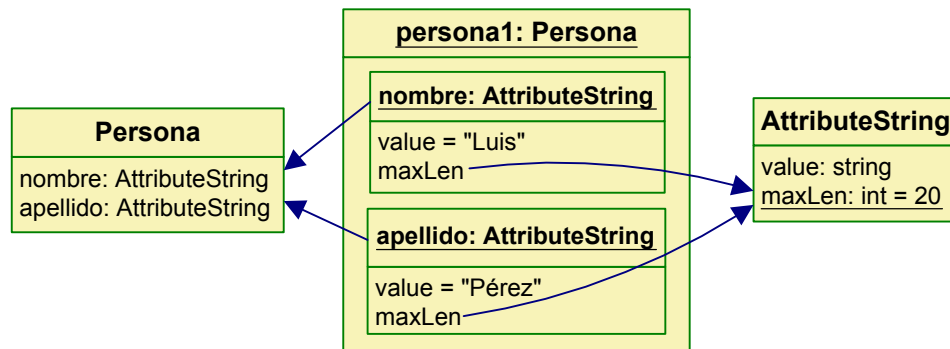 Persona
nombre: AttributeString
apellido: AttributeString
persona1: Persona
nombre: AttributeString
value = "Luis"
maxLen
apellido: AttributeString
value = "Pérez"
maxLen
AttributeString
value: string
maxLen: int = 20